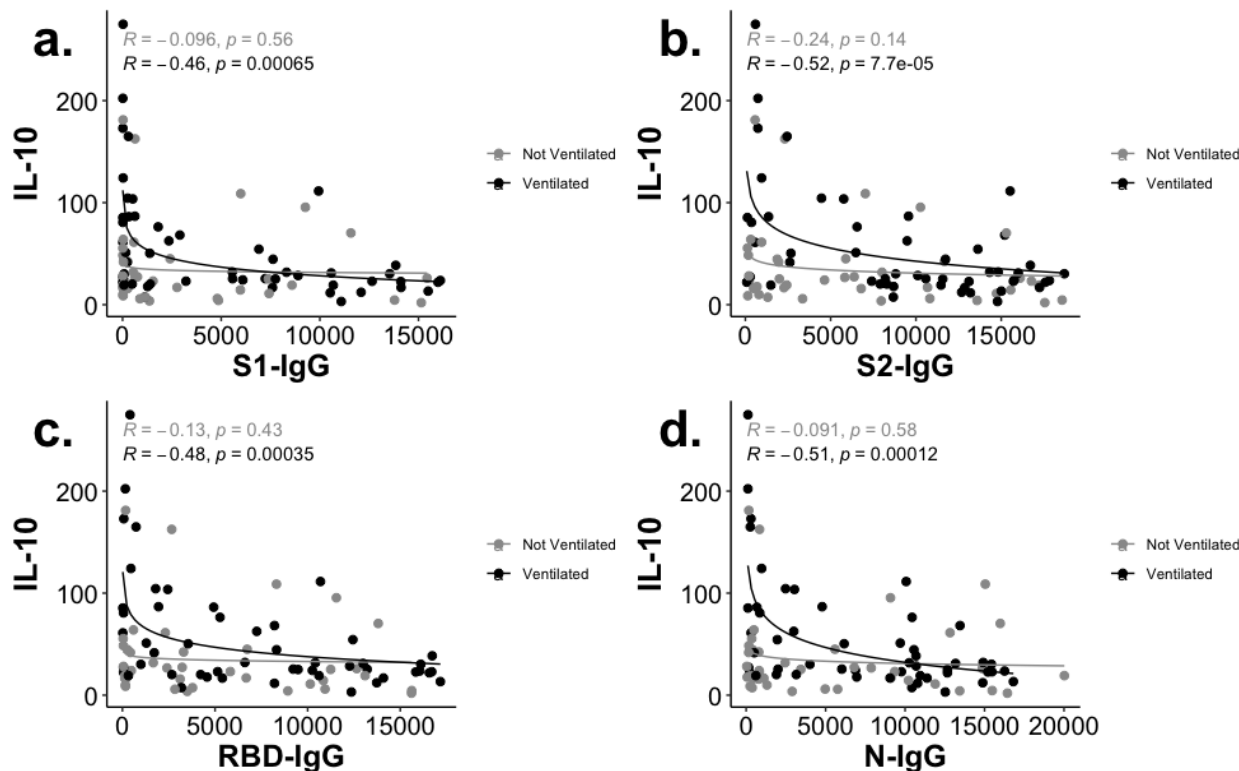 a.
R = −0.096, p = 0.56
R = −0.46, p = 0.00065
IL-10
200
100
0
0 5000 10000 15000
S1-IgG
Not Ventilated
Ventilated
b.
R = −0.24, p = 0.14
R = −0.52, p = 7.7e-05
IL-10
200
100
0
0 5000 10000 15000
S2-IgG
Not Ventilated
Ventilated
c.
R = −0.13, p = 0.43
R = −0.48, p = 0.00035
IL-10
200
100
0
0 5000 10000 15000
RBD-IgG
Not Ventilated
Ventilated
d.
R = −0.091, p = 0.58
R = −0.51, p = 0.00012
IL-10
200
100
0
0 5000 10000 15000 20000
N-IgG
Not Ventilated
Ventilated